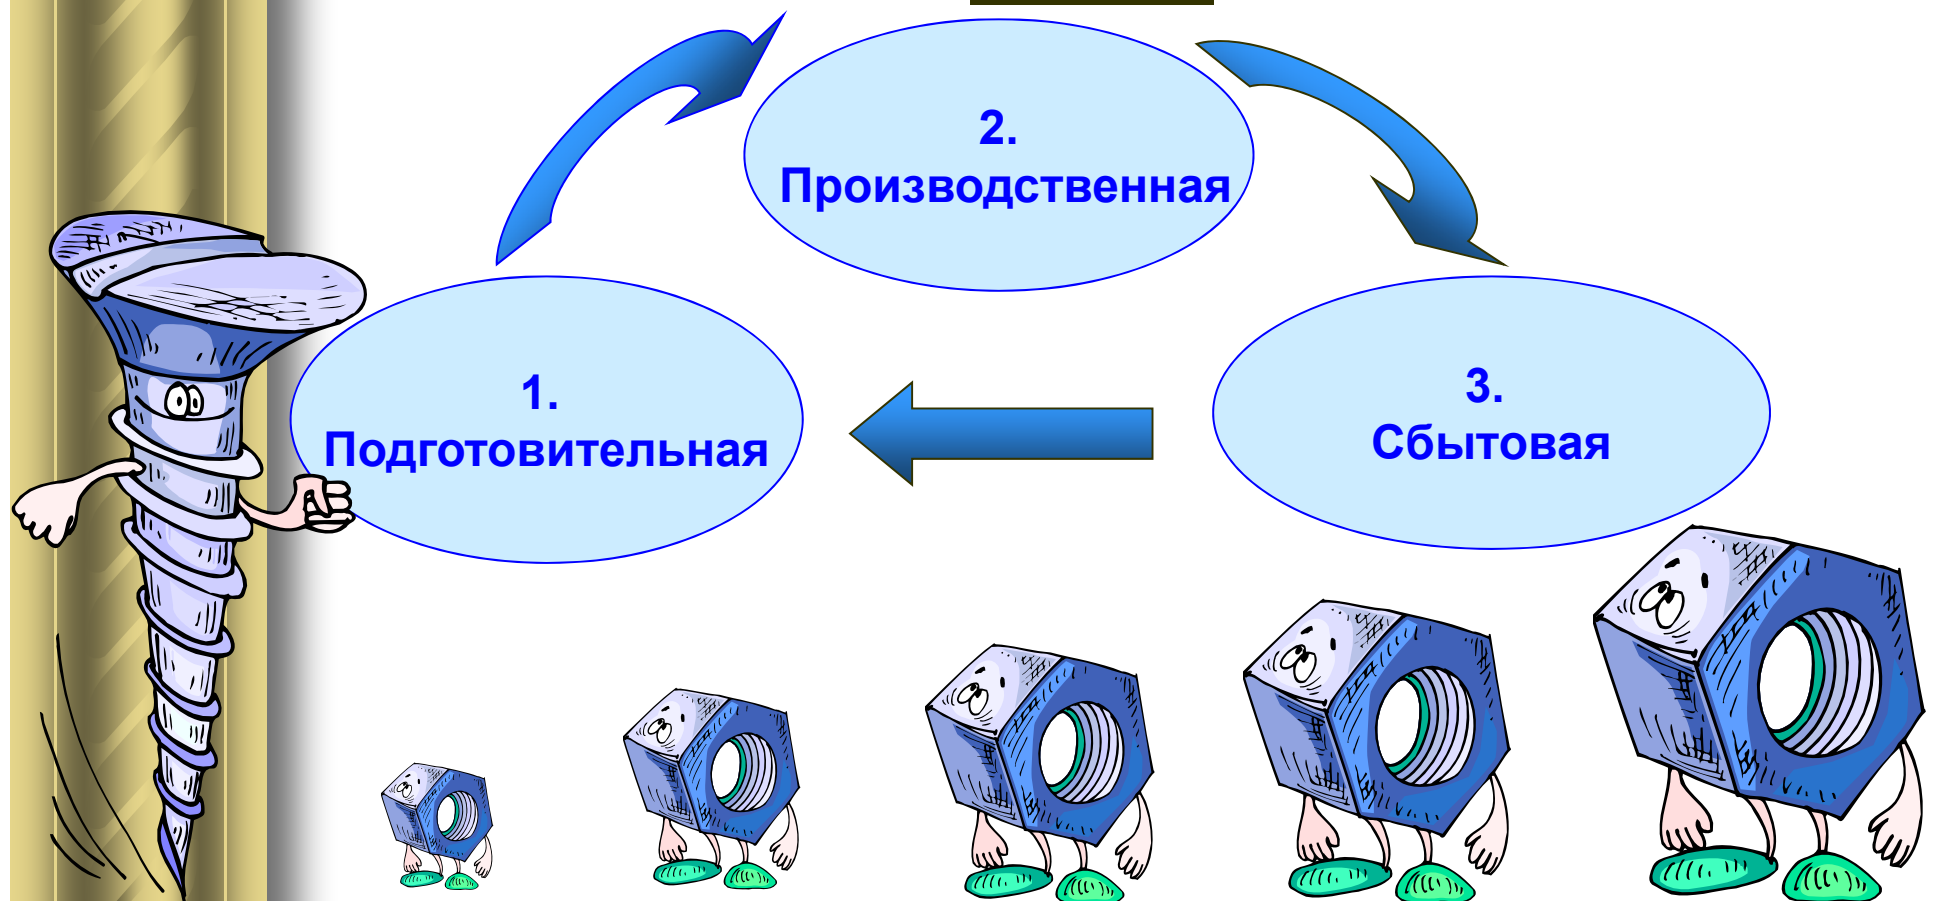 2.
Производственная
1.
Подготовительная
3.
Сбытовая